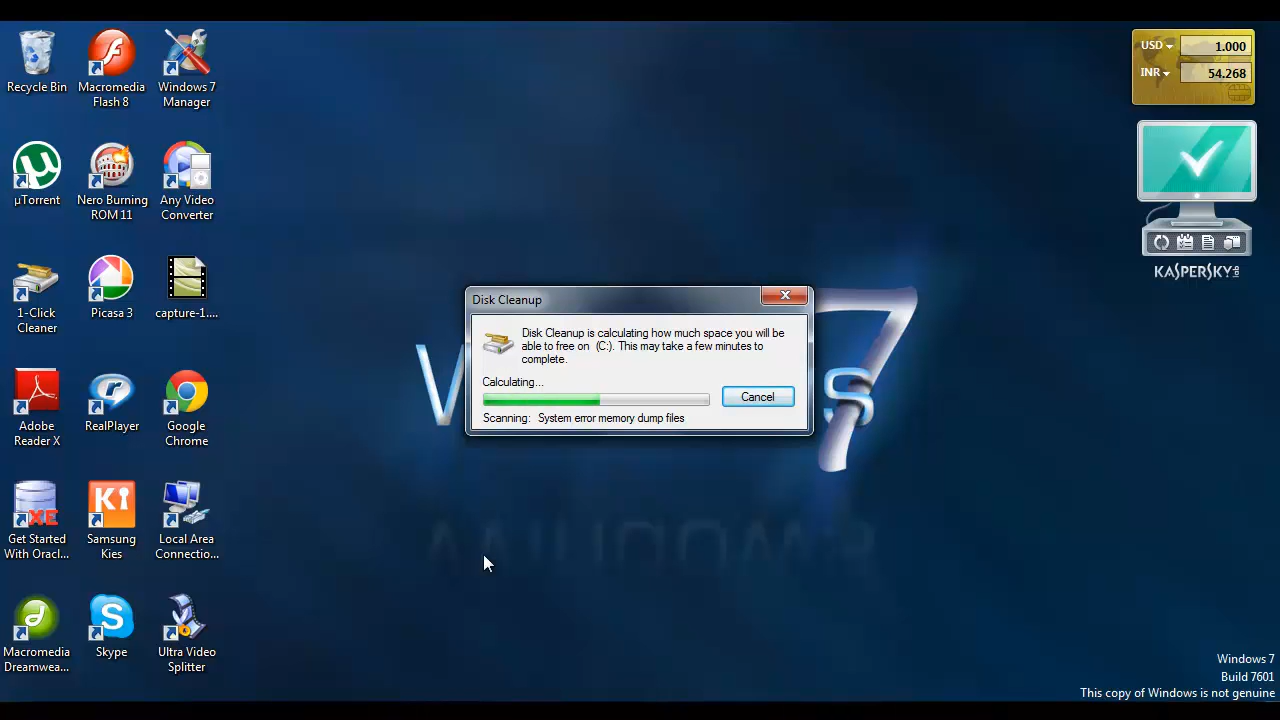 Recycle Bin
Macromedia
Flash 8
Windows 7
Manager
µTorrent
Nero Burning
ROM 11
Any Video
Converter
1-Click
Cleaner
Picasa 3
capture-1....
Adobe
Reader X
RealPlayer
Google
Chrome
XE
Get Started
With Oracl...
Samsung
Kies
Local Area
Connectio...
Macromedia
Dreamwea...
Skype
Ultra Video
Splitter
Disk Cleanup
Disk Cleanup is calculating how much space you will be
able to free on (C:). This may take a few minutes to
complete.
Calculating...
Cancel
Scanning: System error memory dump files
USD 1.000
INR 54.268
KASPERSKY LAB
Windows 7
Build 7601
This copy of Windows is not genuine